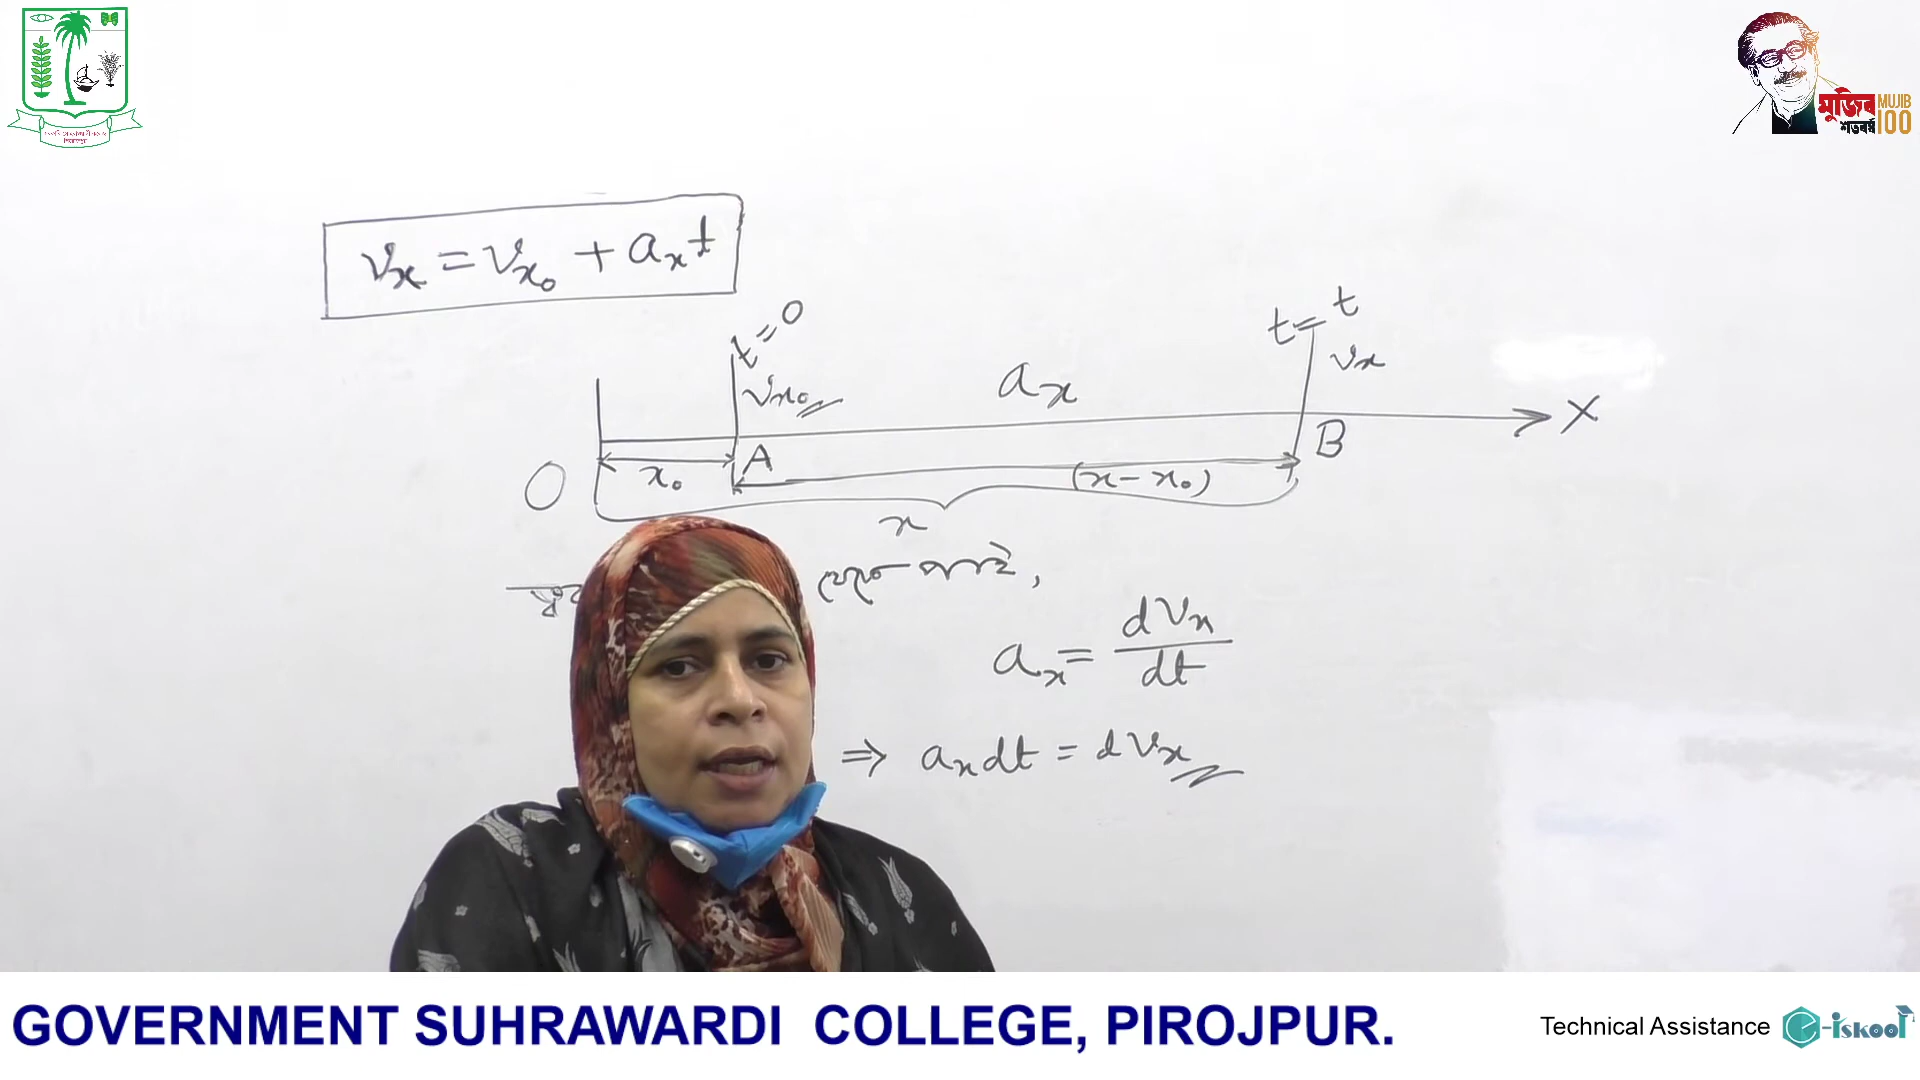 মুজিব MUJIB
শতবর্ষ 100
vₓ = vₓ₀ + aₓt
t = 0
t = t
vₓ₀
aₓ
vₓ
X
O
x₀
A
(x - x₀)
B
x
থেকে পাই,
aₓ = dvₓ/dt
⇒ aₓdt = dvₓ
GOVERNMENT SUHRAWARDI COLLEGE, PIROJPUR.
Technical Assistance e-iskool